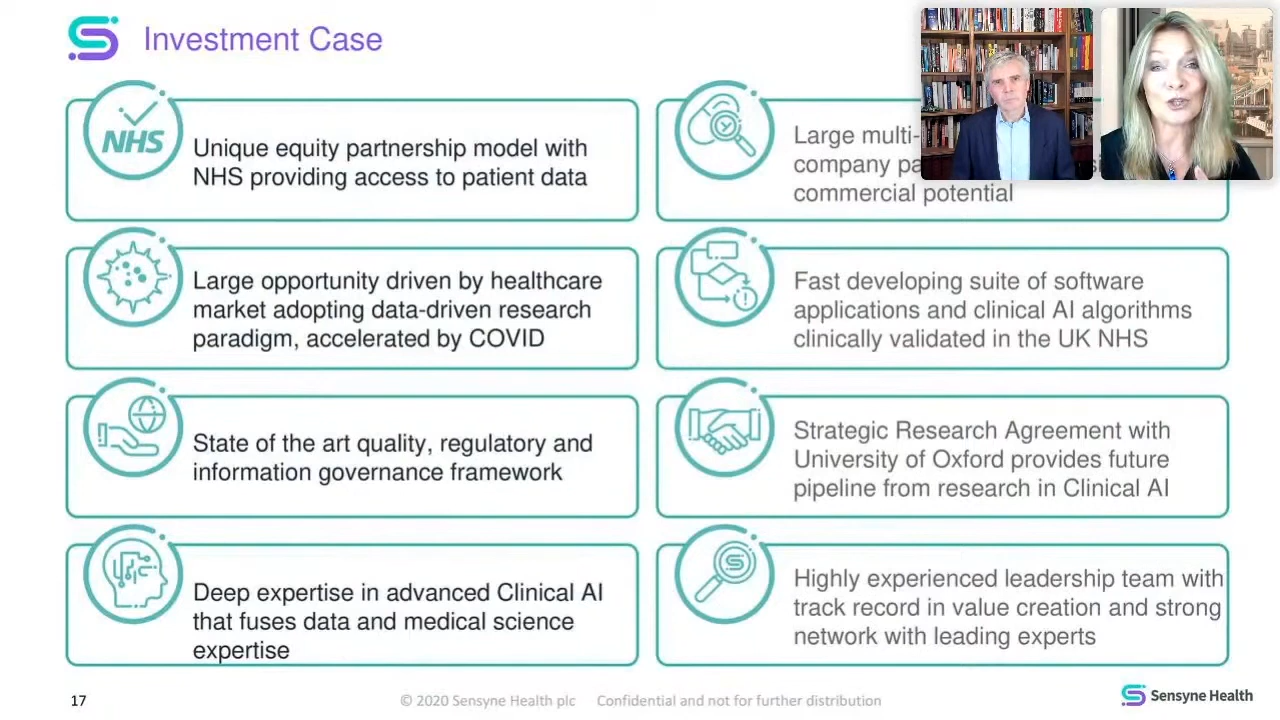 Investment Case
NHS
Unique equity partnership model with
NHS providing access to patient data
Large multi-
company pa
commercial potential
Large opportunity driven by healthcare
market adopting data-driven research
paradigm, accelerated by COVID
Fast developing suite of software
applications and clinical AI algorithms
clinically validated in the UK NHS
State of the art quality, regulatory and
information governance framework
Strategic Research Agreement with
University of Oxford provides future
pipeline from research in Clinical AI
Deep expertise in advanced Clinical AI
that fuses data and medical science
expertise
Highly experienced leadership team with
track record in value creation and strong
network with leading experts
17
© 2020 Sensyne Health plc Confidential and not for further distribution
Sensyne Health